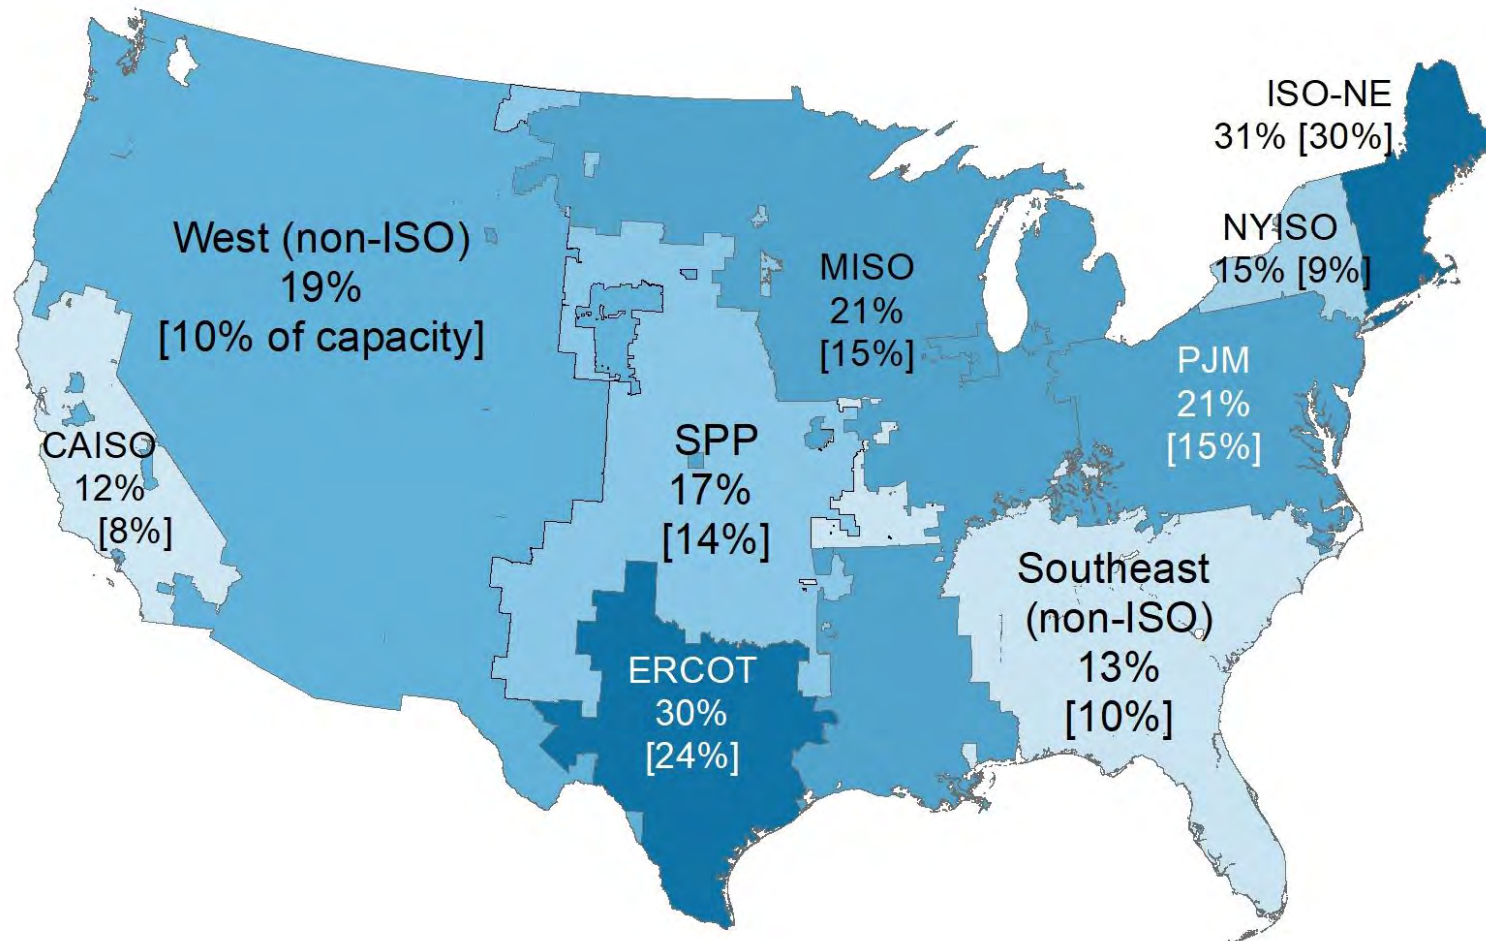 ISO-NE
31% [30%]
West (non-ISO)
19%
[10% of capacity]
NYISO
15% [9%]
MISO
21%
[15%]
PJM
21%
[15%]
CAISO
12%
[8%]
SPP
17%
[14%]
Southeast
(non-ISO)
13%
[10%]
ERCOT
30%
[24%]